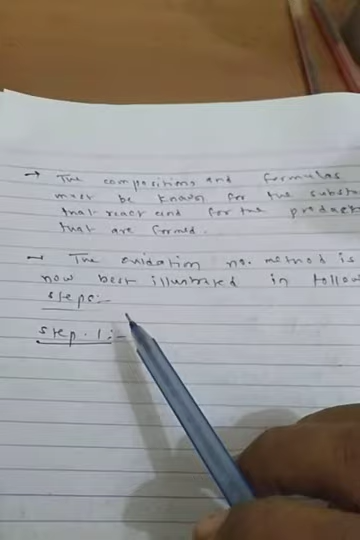 → The compositions and formulas
must be known for the subst
that react and for the product
that are formed.
→ The oxidation no. method is
now best illustrated in follow
steps:-
step. 1:-